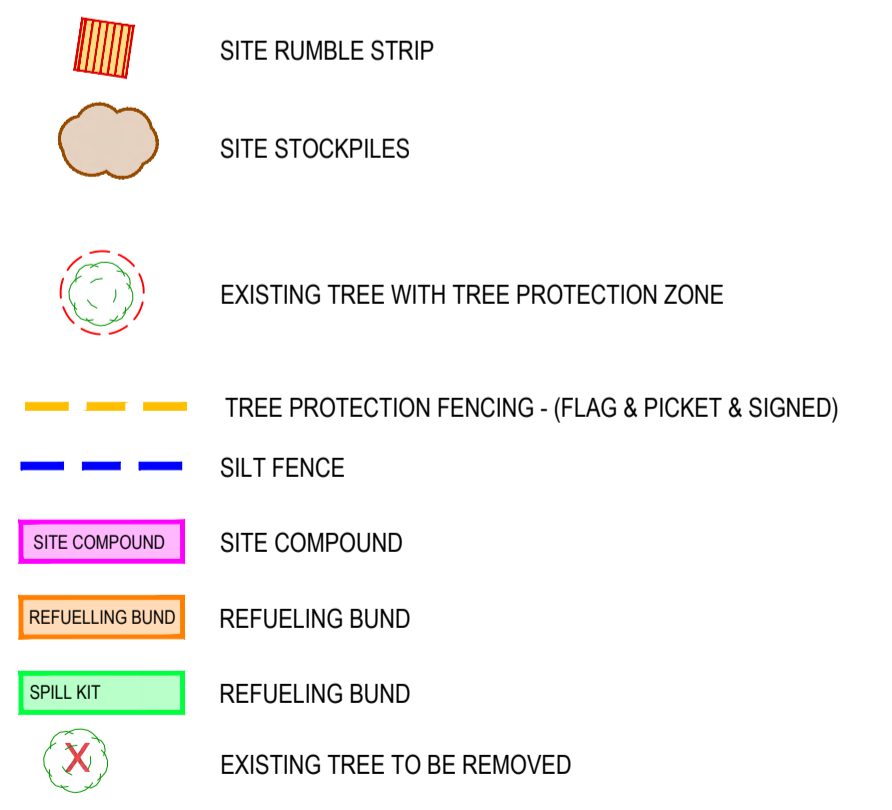 SITE RUMBLE STRIP
SITE STOCKPILES
EXISTING TREE WITH TREE PROTECTION ZONE
TREE PROTECTION FENCING - (FLAG & PICKET & SIGNED)
SILT FENCE
SITE COMPOUND SITE COMPOUND
REFUELLING BUND REFUELING BUND
SPILL KIT REFUELING BUND
X EXISTING TREE TO BE REMOVED